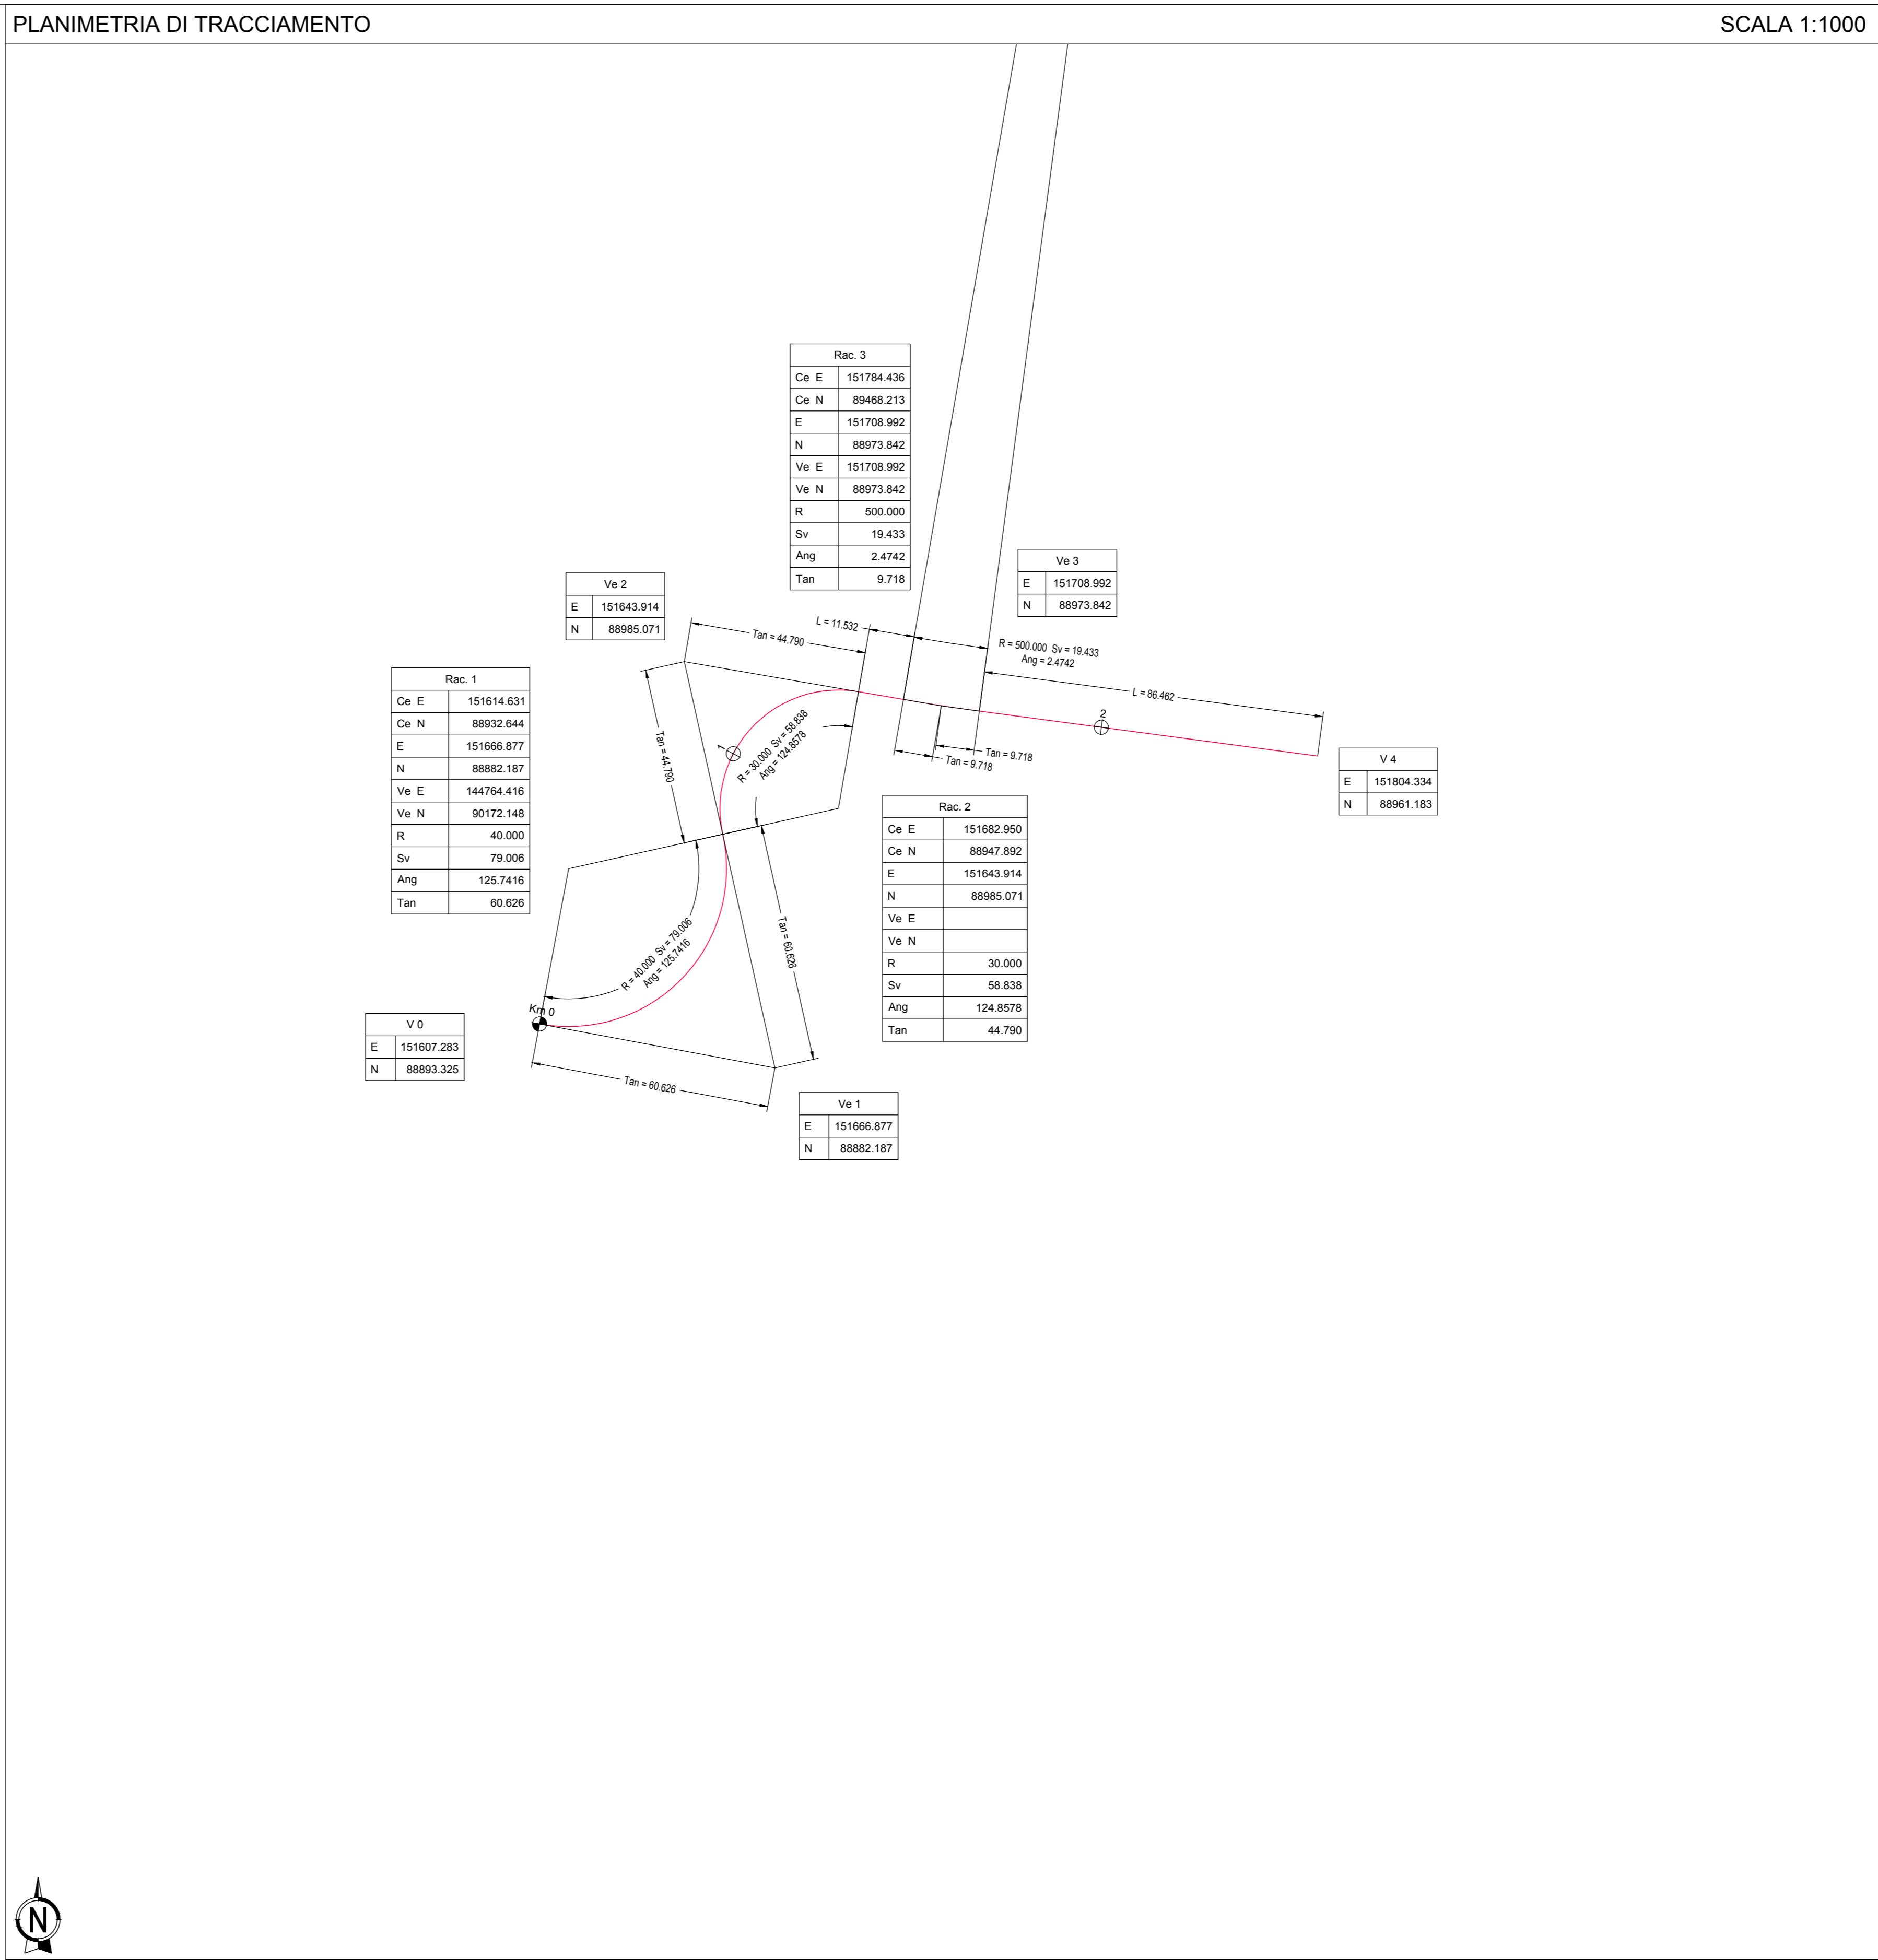 PLANIMETRIA DI TRACCIAMENTO
SCALA 1:1000
Rac. 3
Ce E 151784.436
Ce N 89468.213
E 151708.992
N 88973.842
Ve E 151708.992
Ve N 88973.842
R 500.000
Sv 19.433
Ang 2.4742
Tan 9.718
Ve 3
E 151708.992
N 88973.842
Ve 2
E 151643.914
N 88985.071
L = 11.532
Tan = 44.790
R = 500.000 Sv = 19.433
Ang = 2.4742
L = 86.462
Rac. 1
Ce E 151614.631
Ce N 88932.644
E 151666.877
N 88882.187
Ve E 144764.416
Ve N 90172.148
R 40.000
Sv 79.006
Ang 125.7416
Tan 60.626
Tan = 44.790
1
R = 30.000 Sv = 58.838
Ang = 124.8578
2
Tan = 9.718
Tan = 9.718
V 4
E 151804.334
N 88961.183
Rac. 2
Ce E 151682.950
Ce N 88947.892
E 151643.914
N 88985.071
Ve E
Ve N
R 30.000
Sv 58.838
Ang 124.8578
Tan 44.790
R = 40.000 Sv = 79.006
Ang = 125.7416
Tan = 60.626
Km 0
V 0
E 151607.283
N 88893.325
Tan = 60.626
Ve 1
E 151666.877
N 88882.187
N